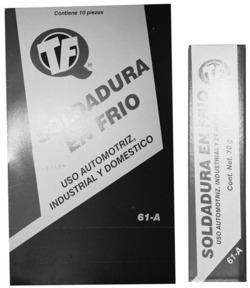 Contiene 10 piezas
TF
®
SOLDADURA
EN FRIO
USO AUTOMOTRIZ,
INDUSTRIAL Y DOMESTICO
61-A
SOLDADURA EN FRIO
USO AUTOMOTRIZ, INDUSTRIAL Y
Cont. Net. 70 g
61-A